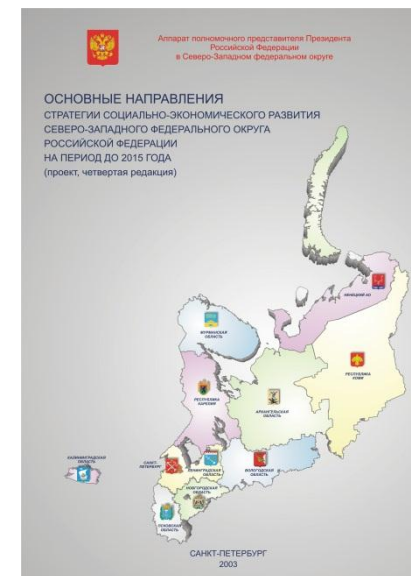 Аппарат полномочного представителя Президента
Российской Федерации
в Северо-Западном федеральном округе
ОСНОВНЫЕ НАПРАВЛЕНИЯ
СТРАТЕГИИ СОЦИАЛЬНО-ЭКОНОМИЧЕСКОГО РАЗВИТИЯ
СЕВЕРО-ЗАПАДНОГО ФЕДЕРАЛЬНОГО ОКРУГА
РОССИЙСКОЙ ФЕДЕРАЦИИ
НА ПЕРИОД ДО 2015 ГОДА
(проект, четвертая редакция)
НЕНЕЦКИЙ АО
МУРМАНСКАЯ
ОБЛАСТЬ
РЕСПУБЛИКА
КОМИ
РЕСПУБЛИКА
КАРЕЛИЯ
АРХАНГЕЛЬСКАЯ
ОБЛАСТЬ
КАЛИНИНГРАДСКАЯ
ОБЛАСТЬ
САНКТ-
ПЕТЕРБУРГ
ЛЕНИНГРАДСКАЯ
ОБЛАСТЬ
ВОЛОГОДСКАЯ
ОБЛАСТЬ
НОВГОРОДСКАЯ
ОБЛАСТЬ
ПСКОВСКАЯ
ОБЛАСТЬ
САНКТ-ПЕТЕРБУРГ
2003